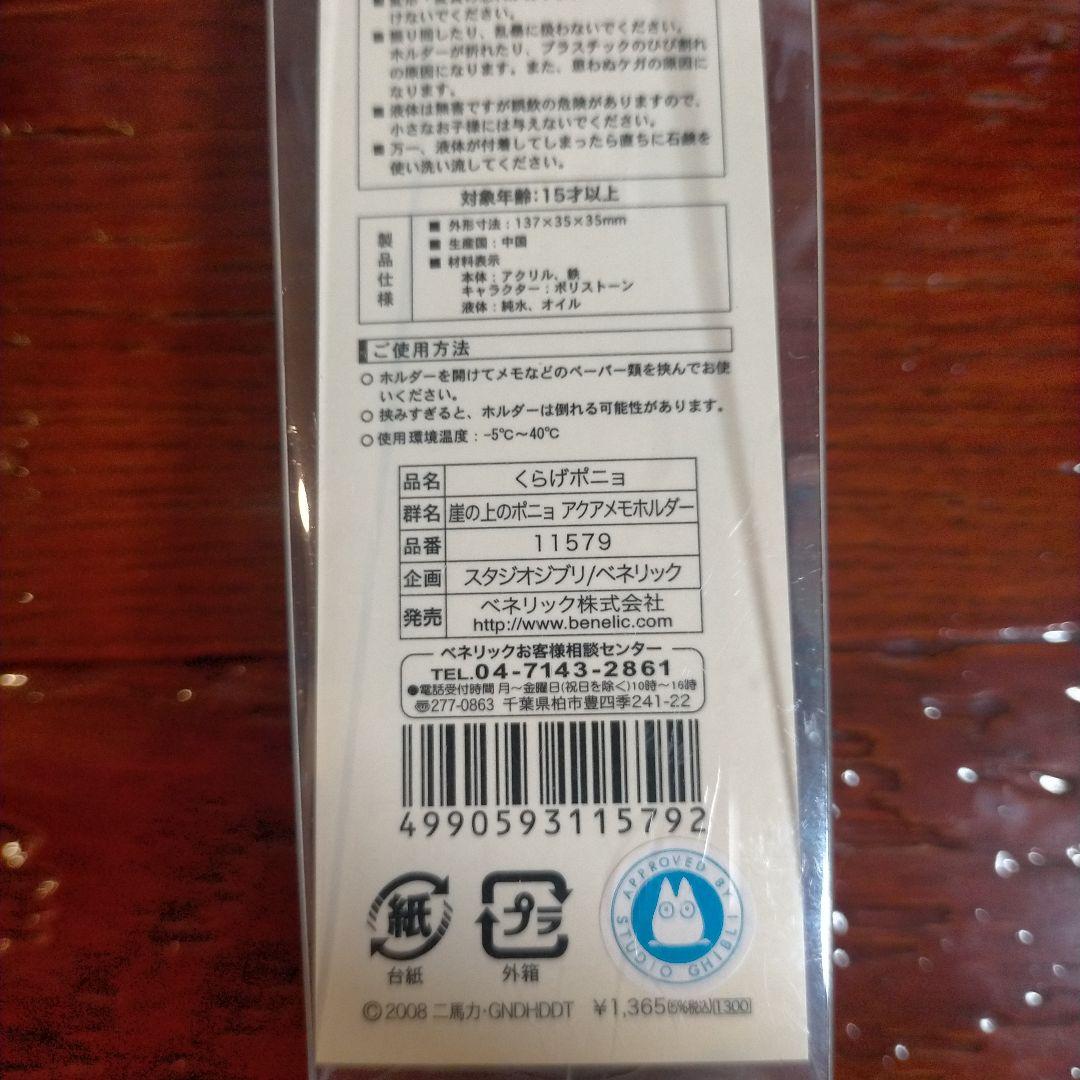 けないでください。
■ 振り回したり、乱暴に扱わないでください。
ホルダーが折れたり、プラスチックのひび割れ
の原因になります。また、思わぬケガの原因に
なります。
■ 液体は無害ですが誤飲の危険がありますので、
小さなお子様には与えないでください。
■ 万一、液体が付着してしまったら直ちに石鹸を
使い洗い流してください。
対象年齢：15才以上
製品仕様
■ 外形寸法：137×35×35mm
■ 生産国：中国
■ 材料表示
本体：アクリル、鉄
キャラクター：ポリストーン
液体：純水、オイル
ご使用方法
○ ホルダーを開けてメモなどのペーパー類を挟んでお使
いください。
○ 挟みすぎると、ホルダーは倒れる可能性があります。
○ 使用環境温度：-5℃～40℃
品名 くらげポニョ
群名 崖の上のポニョ アクアメモホルダー
品番 11579
企画 スタジオジブリ/ベネリック
発売 ベネリック株式会社
http://www.benelic.com
ベネリックお客様相談センター
TEL.04-7143-2861
●電話受付時間 月～金曜日(祝日を除く)10時～16時
〠277-0863 千葉県柏市豊四季241-22
4990593115792
紙
台紙
プラ
外箱
APPROVED BY
STUDIO GHIBLI
©2008 二馬力・GNDHDDT ￥1,365(5%税込)1300